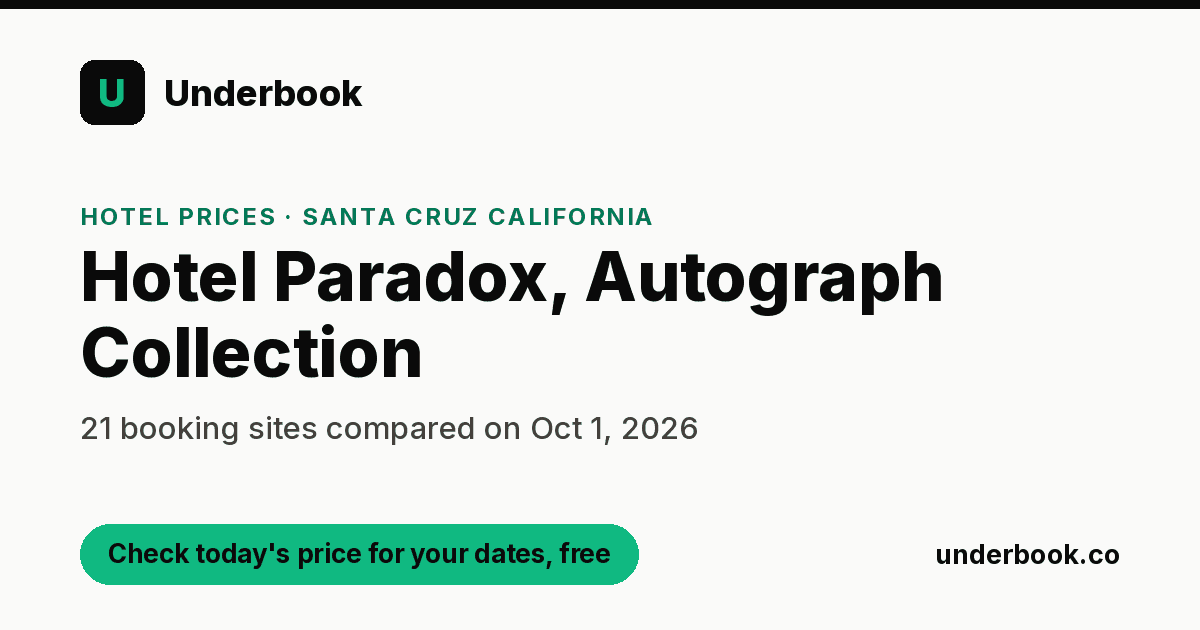 U Underbook
HOTEL PRICES · SANTA CRUZ CALIFORNIA
Hotel Paradox, Autograph
Collection
21 booking sites compared on Oct 1, 2026
Check today's price for your dates, free
underbook.co